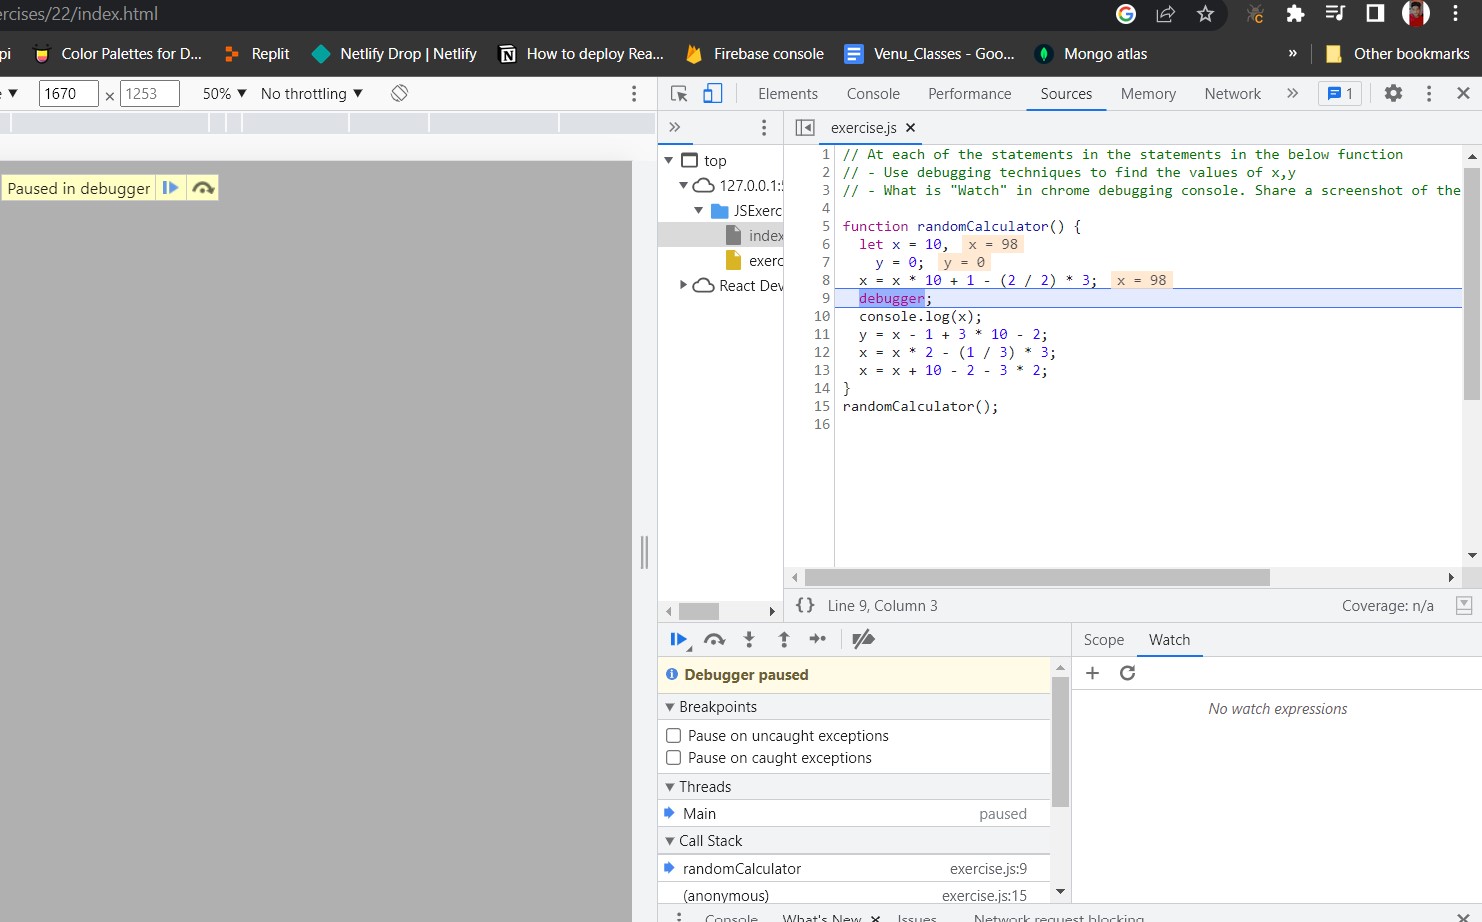 ercises/22/index.html
pi Color Palettes for D... Replit Netlify Drop | Netlify How to deploy Rea... Firebase console Venu_Classes - Goo... Mongo atlas » Other bookmarks
1670 × 1253 50% No throttling
Elements Console Performance Sources Memory Network » 1
Paused in debugger
»
top
127.0.0.1:5
JSExerc
index
exerc
React Dev
exercise.js ×
1 // At each of the statements in the statements in the below function
2 // - Use debugging techniques to find the values of x,y
3 // - What is "Watch" in chrome debugging console. Share a screenshot of the
4
5 function randomCalculator() {
6 let x = 10, x = 98
7 y = 0; y = 0
8 x = x * 10 + 1 - (2 / 2) * 3; x = 98
9 debugger;
10 console.log(x);
11 y = x - 1 + 3 * 10 - 2;
12 x = x * 2 - (1 / 3) * 3;
13 x = x + 10 - 2 - 3 * 2;
14 }
15 randomCalculator();
16
{} Line 9, Column 3 Coverage: n/a
Debugger paused
Breakpoints
Pause on uncaught exceptions
Pause on caught exceptions
Threads
Main paused
Call Stack
randomCalculator exercise.js:9
(anonymous) exercise.js:15
Scope Watch
No watch expressions
Console What's New × Issues Network request blocking